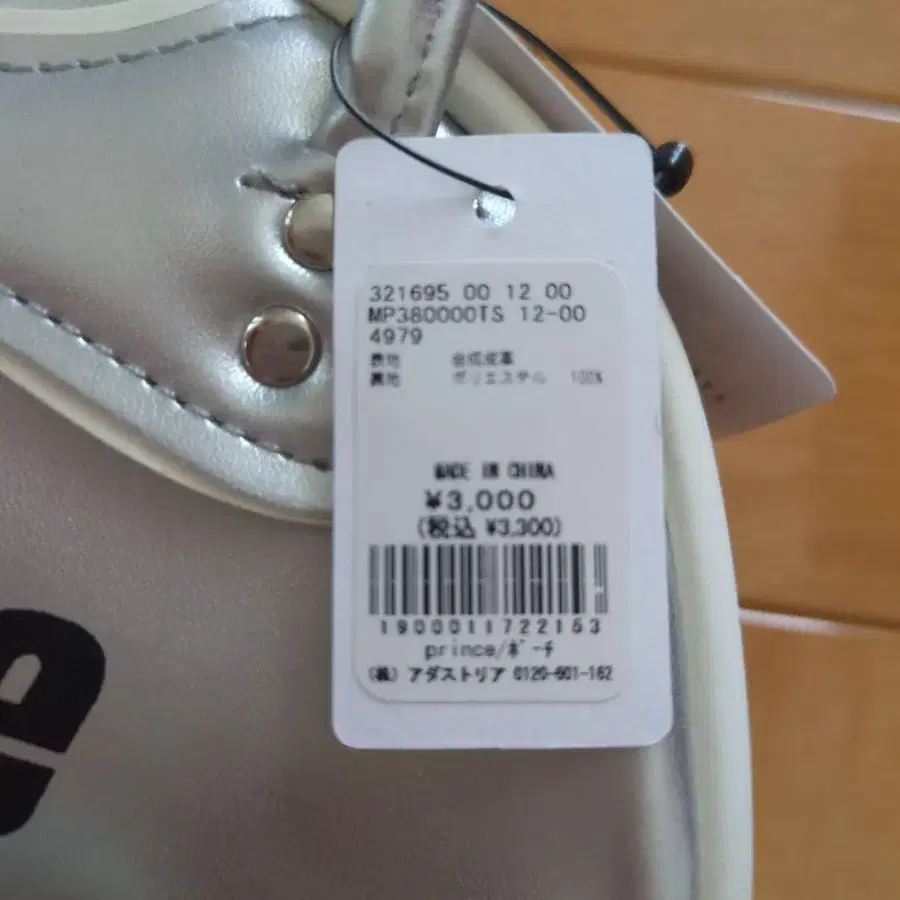 321695 00 12 00
MP380000TS 12-00
4979
表地 合成皮革
裏地 ポリエステル 100%
MADE IN CHINA
¥3,000
(税込 ¥3,300)
1900011722153
prince/ポーチ
(株) アダストリア 0120-601-162